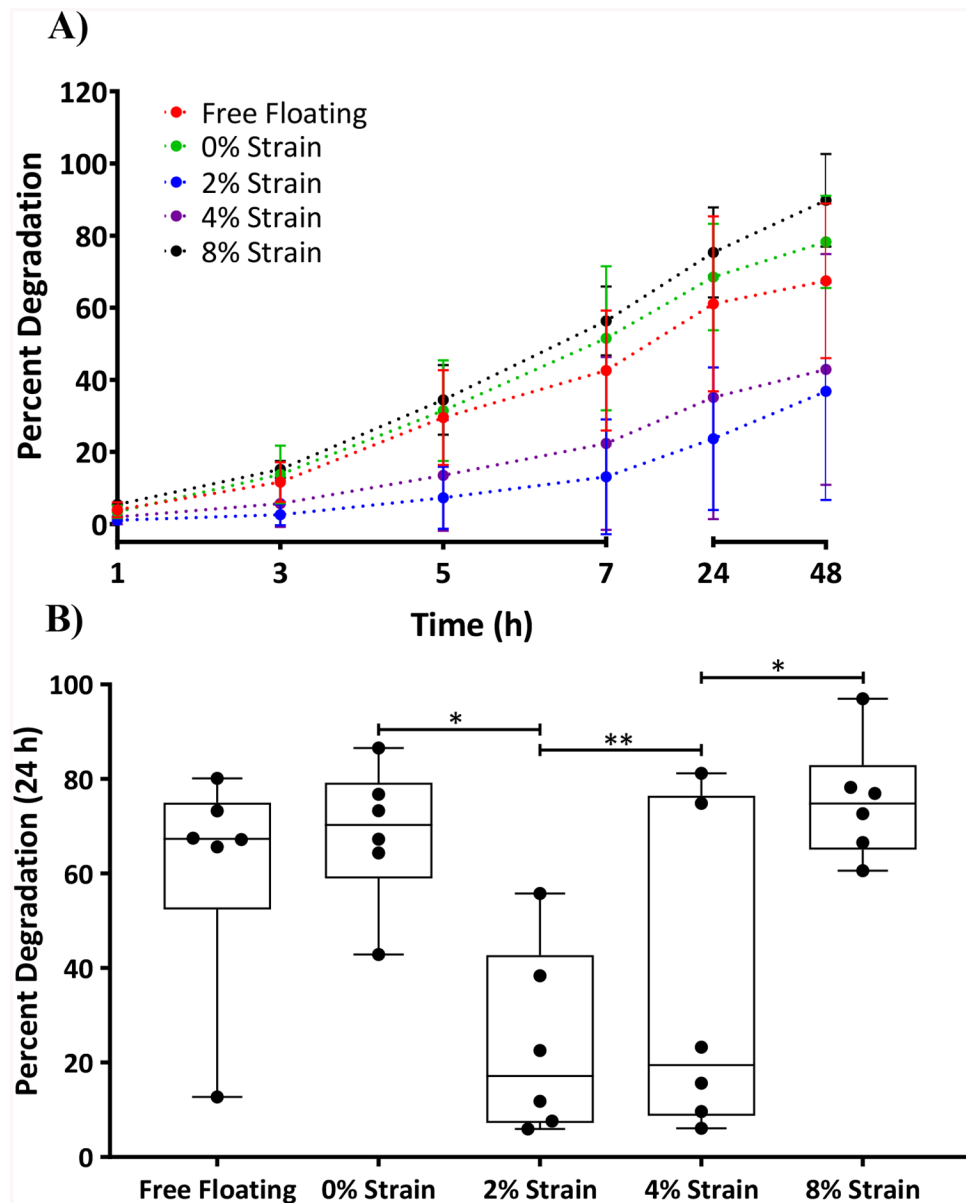 A)
Percent Degradation
120
100
80
60
40
20
0
Free Floating
0% Strain
2% Strain
4% Strain
8% Strain
1 3 5 7 24 48
Time (h)
B)
Percent Degradation (24 h)
100
80
60
40
20
0
* ** *
Free Floating 0% Strain 2% Strain 4% Strain 8% Strain